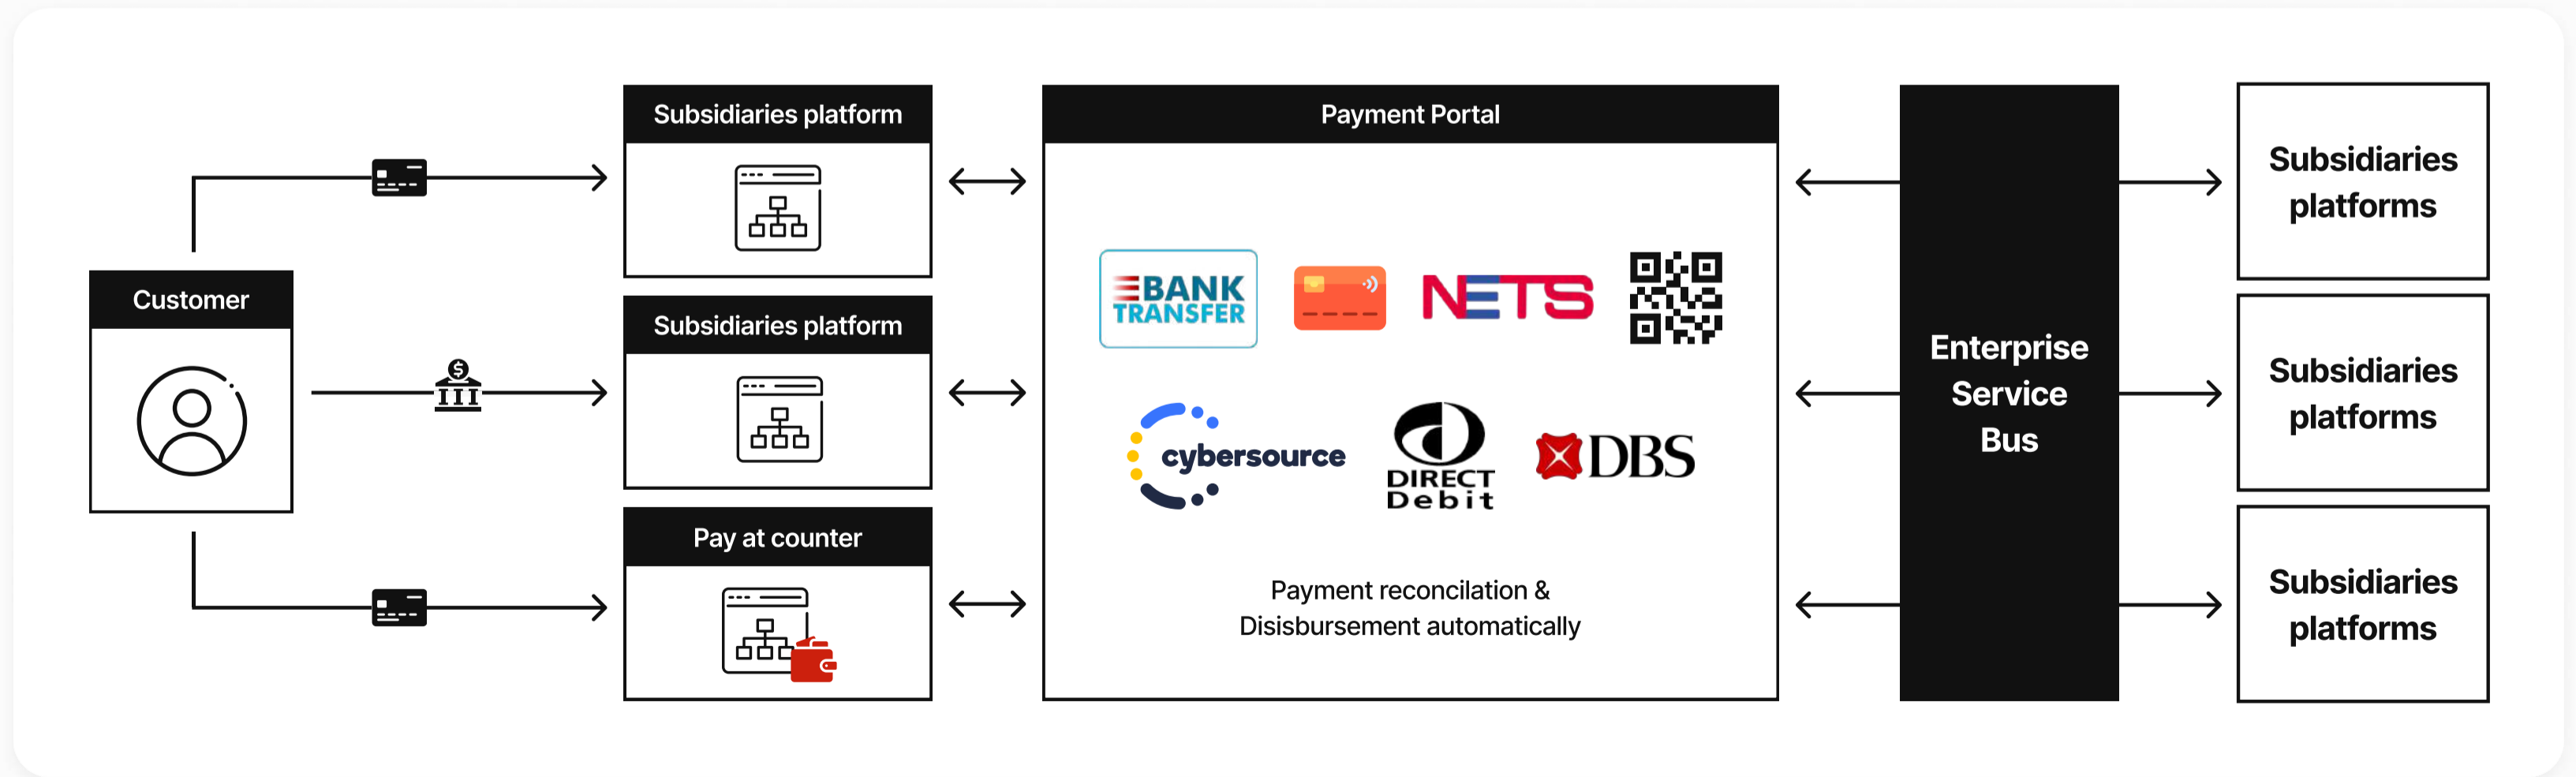 Customer
Subsidiaries platform
Subsidiaries platform
Pay at counter
Payment Portal
BANK
TRANSFER
NETS
cybersource
DIRECT
Debit
DBS
Payment reconcilation &
Disisbursement automatically
Enterprise
Service
Bus
Subsidiaries
platforms
Subsidiaries
platforms
Subsidiaries
platforms